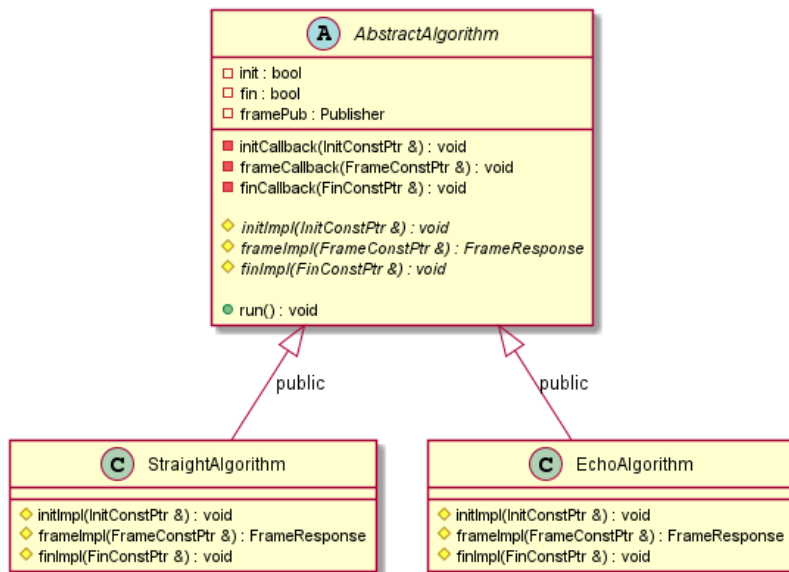 A AbstractAlgorithm
init : bool
fin : bool
framePub : Publisher
initCallback(InitConstPtr &) : void
frameCallback(FrameConstPtr &) : void
finCallback(FinConstPtr &) : void
initImpl(InitConstPtr &) : void
frameImpl(FrameConstPtr &) : FrameResponse
finImpl(FinConstPtr &) : void
run() : void
public
public
C StraightAlgorithm
initImpl(InitConstPtr &) : void
frameImpl(FrameConstPtr &) : FrameResponse
finImpl(FinConstPtr &) : void
C EchoAlgorithm
initImpl(InitConstPtr &) : void
frameImpl(FrameConstPtr &) : FrameResponse
finImpl(FinConstPtr &) : void